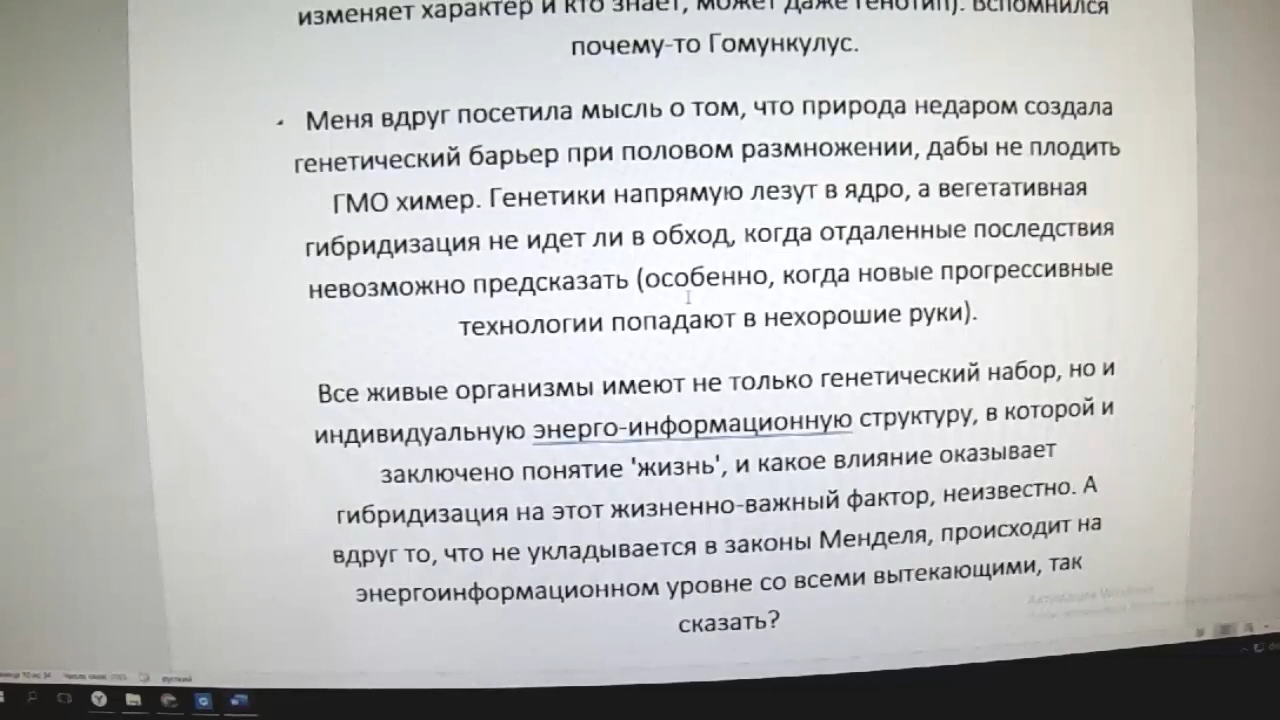 изменяет характер и кто знает, может даже генотип). Вспомнился
почему-то Гомункулус.
Меня вдруг посетила мысль о том, что природа недаром создала
генетический барьер при половом размножении, дабы не плодить
ГМО химер. Генетики напрямую лезут в ядро, а вегетативная
гибридизация не идет ли в обход, когда отдаленные последствия
невозможно предсказать (особенно, когда новые прогрессивные
технологии попадают в нехорошие руки).
Все живые организмы имеют не только генетический набор, но и
индивидуальную энерго-информационную структуру, в которой и
заключено понятие 'жизнь', и какое влияние оказывает
гибридизация на этот жизненно-важный фактор, неизвестно. А
вдруг то, что не укладывается в законы Менделя, происходит на
энергоинформационном уровне со всеми вытекающими, так
сказать?
Активация Windows
русский